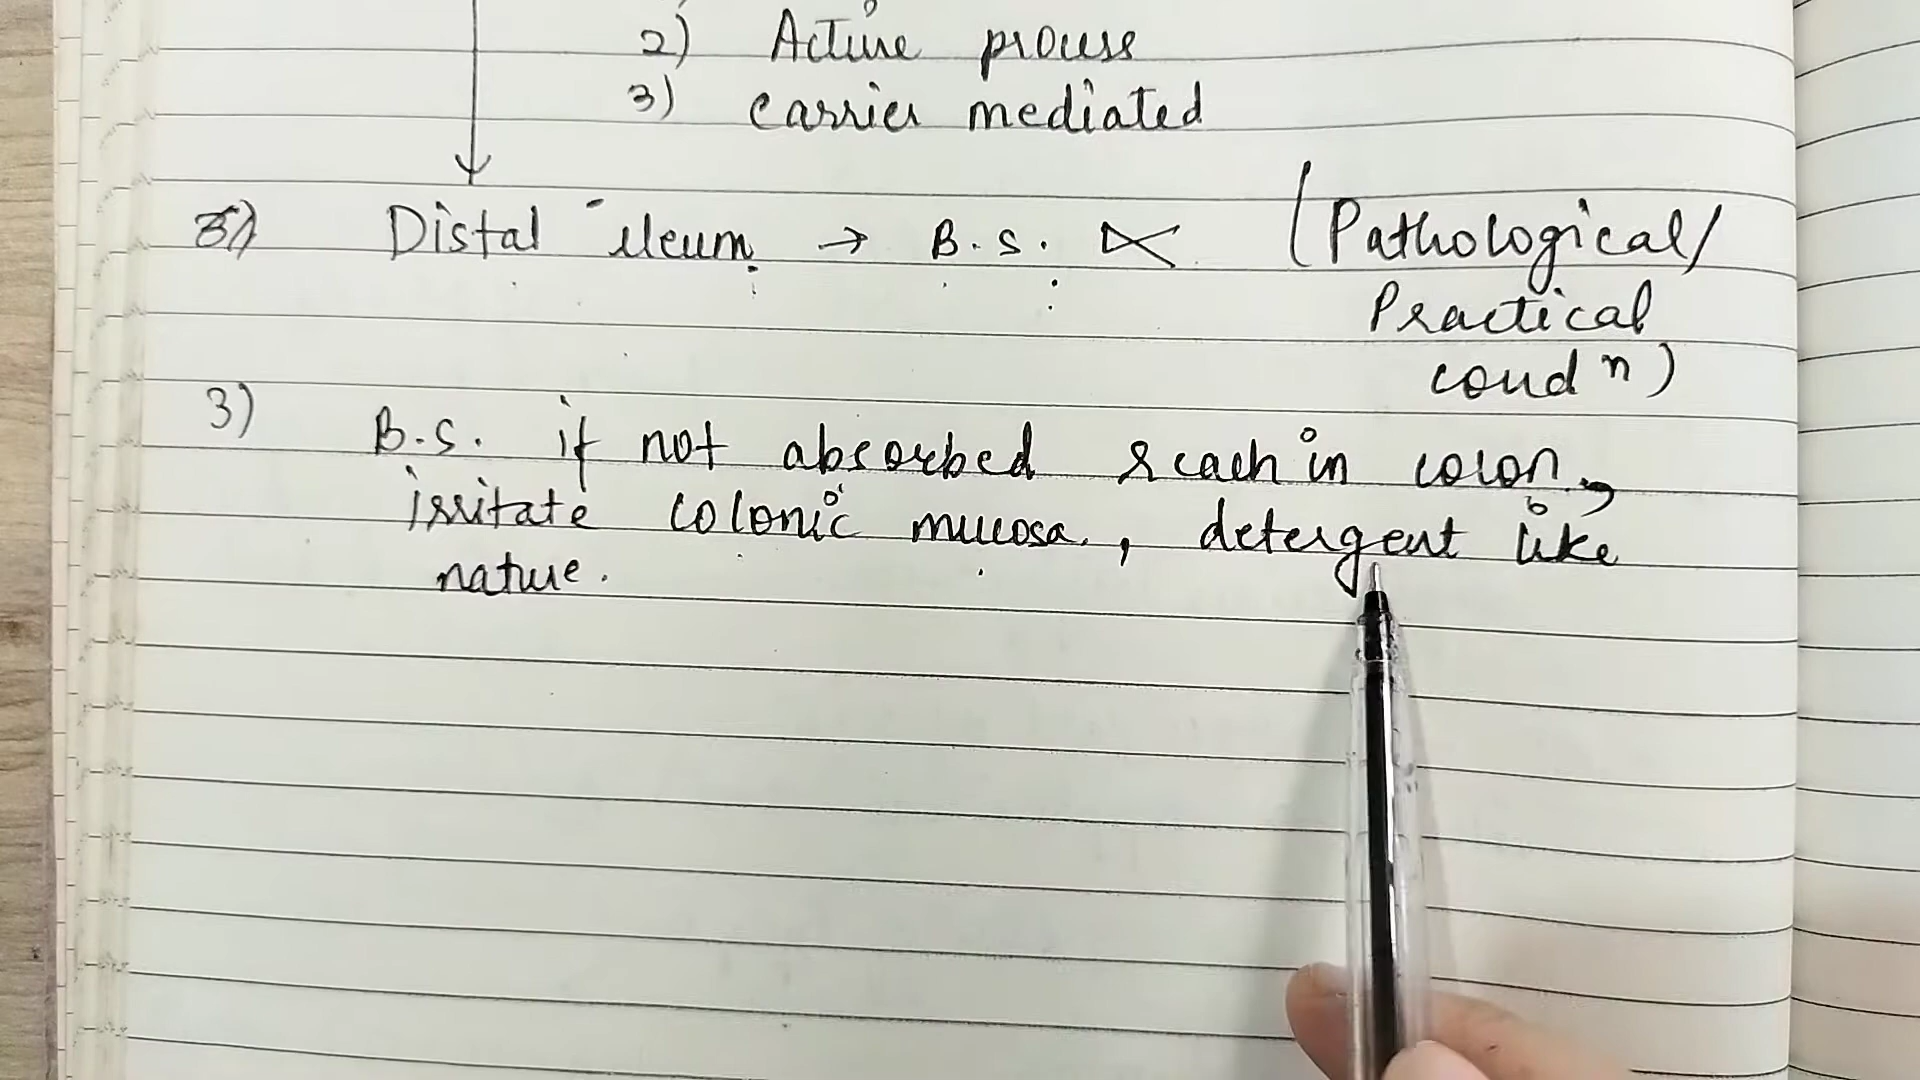 2) Active process
3) carrier mediated
3) Distal ileum → B.S. (Pathological/
Practical
condn)
3) B.S. if not absorbed reach in colon,
irritate colonic mucosa, detergent like
nature.